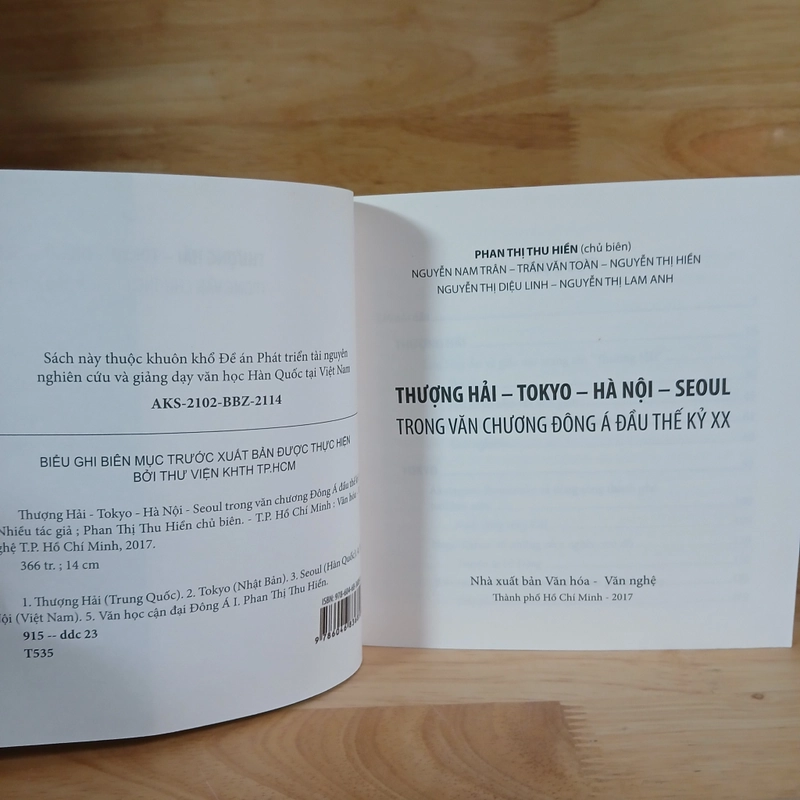 Sách này thuộc khuôn khổ Đề án Phát triển tài nguyên
nghiên cứu và giảng dạy văn học Hàn Quốc tại Việt Nam
AKS-2102-BBZ-2114
BIỂU GHI BIÊN MỤC TRƯỚC XUẤT BẢN ĐƯỢC THỰC HIỆN
BỞI THƯ VIỆN KHTH TP.HCM
Thượng Hải - Tokyo - Hà Nội - Seoul trong văn chương Đông Á đầu thế
Nhiều tác giả ; Phan Thị Thu Hiền chủ biên. - T.P. Hồ Chí Minh : Văn hóa
nghệ T.P. Hồ Chí Minh, 2017.
366 tr. ; 14 cm
1. Thượng Hải (Trung Quốc). 2. Tokyo (Nhật Bản). 3. Seoul (Hàn Quốc).
Nội (Việt Nam). 5. Văn học cận đại Đông Á I. Phan Thị Thu Hiền.
915 -- ddc 23
T535
PHAN THỊ THU HIỀN (chủ biên)
NGUYỄN NAM TRÂN – TRẦN VĂN TOÀN – NGUYỄN THỊ HIỀN
NGUYỄN THỊ DIỆU LINH – NGUYỄN THỊ LAM ANH
THƯỢNG HẢI – TOKYO – HÀ NỘI – SEOUL
TRONG VĂN CHƯƠNG ĐÔNG Á ĐẦU THẾ KỶ XX
Nhà xuất bản Văn hóa - Văn nghệ
Thành phố Hồ Chí Minh - 2017